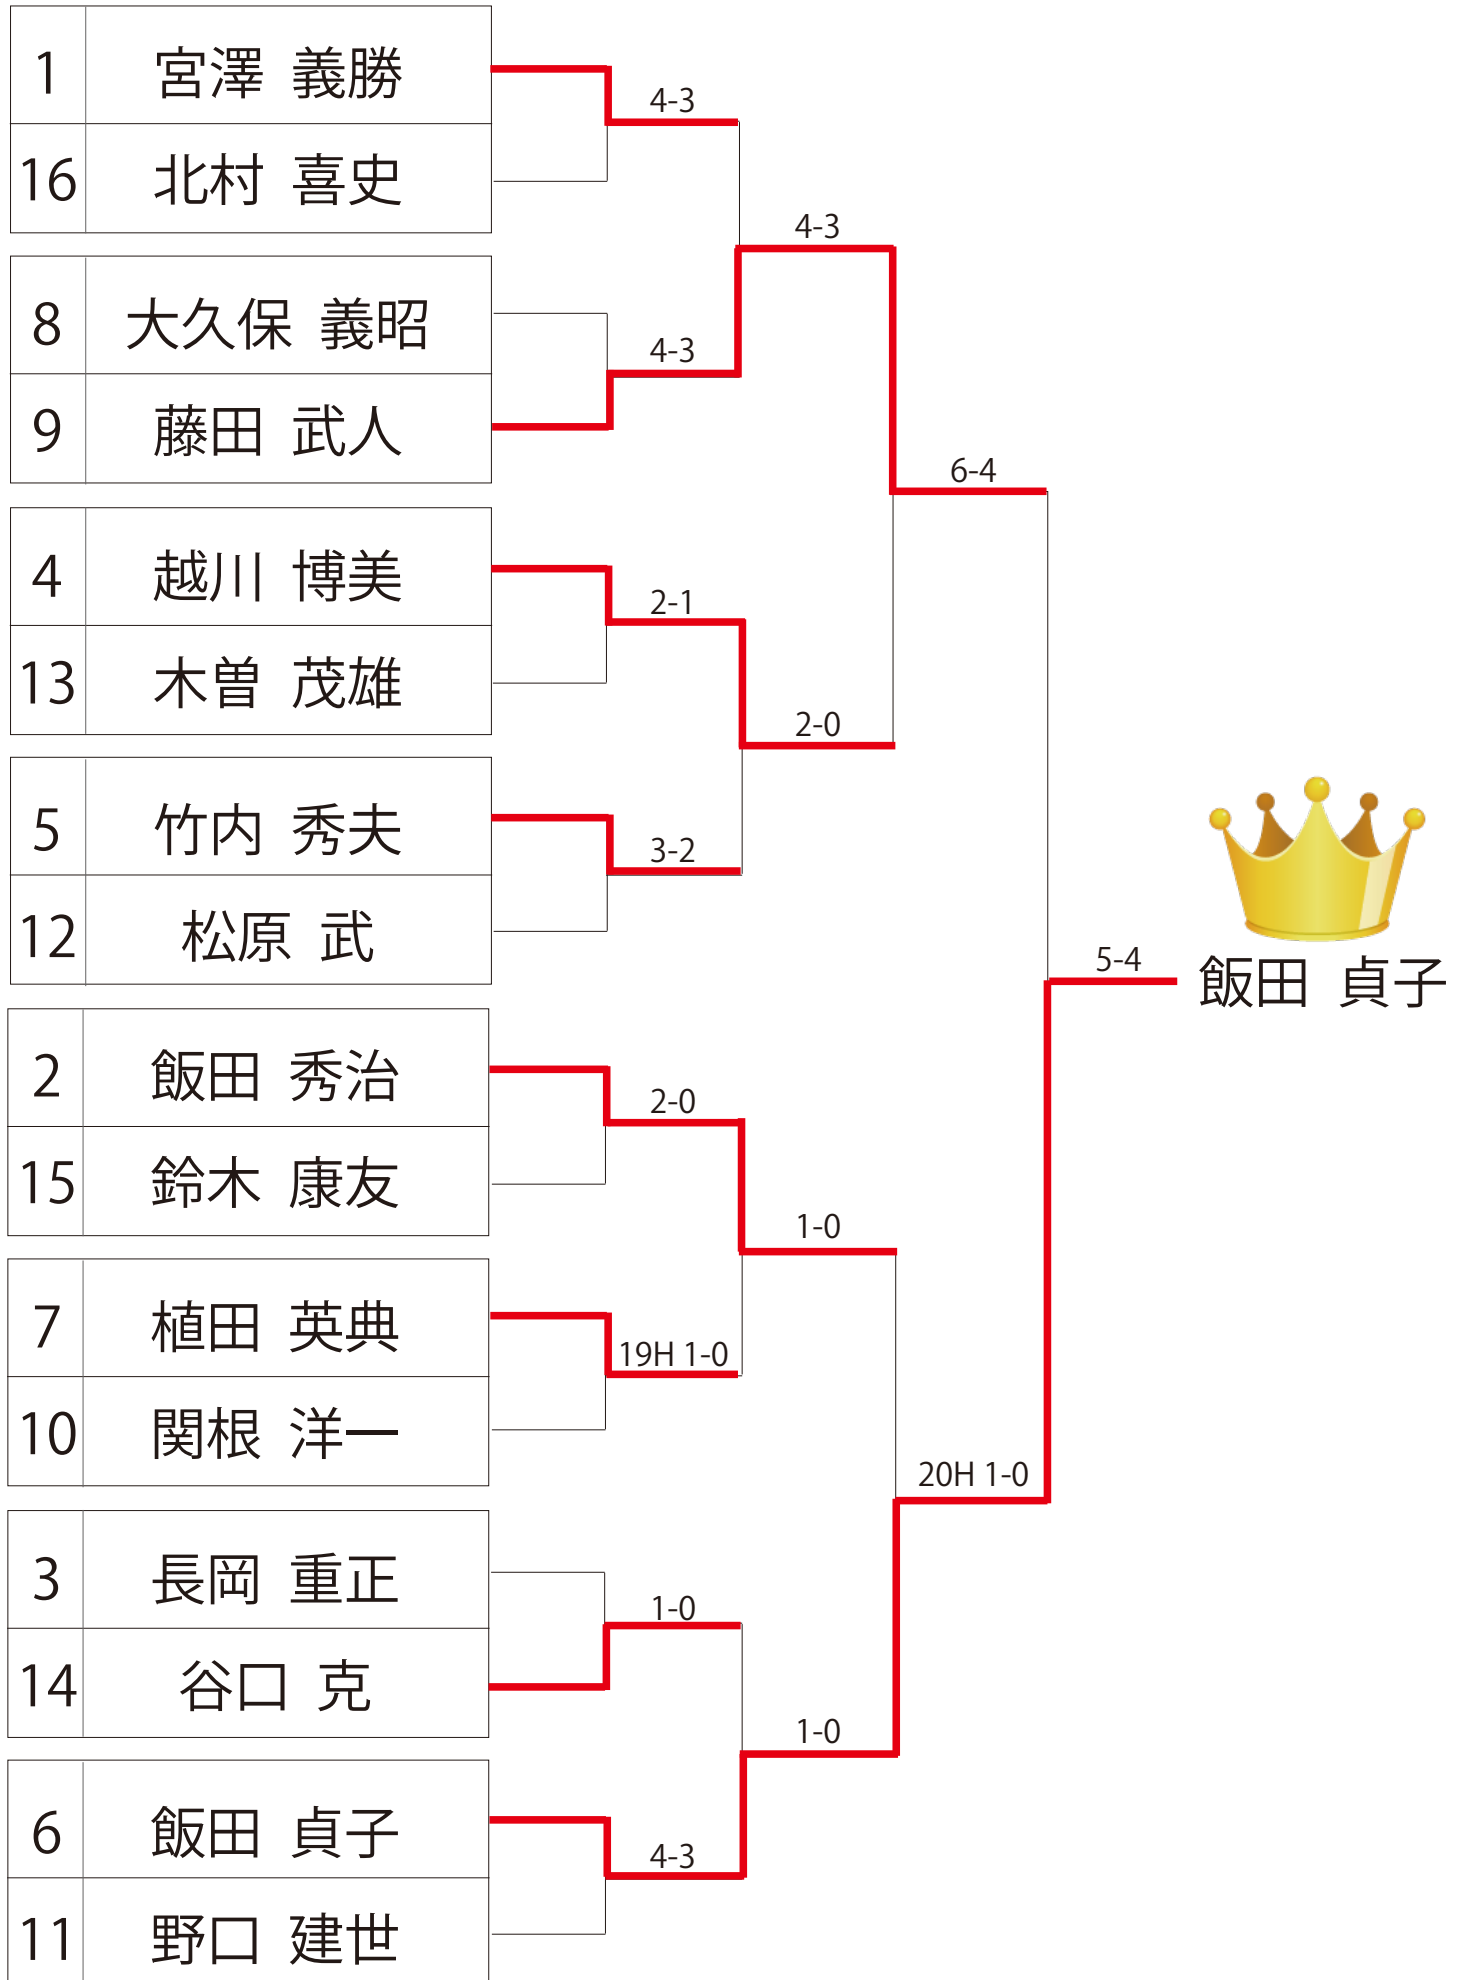 1 宮澤 義勝
4-3
16 北村 喜史
4-3
8 大久保 義昭
4-3
9 藤田 武人
6-4
4 越川 博美
2-1
13 木曽 茂雄
2-0
5 竹内 秀夫
3-2
12 松原 武
5-4
飯田 貞子
2 飯田 秀治
2-0
15 鈴木 康友
1-0
7 植田 英典
19H 1-0
10 関根 洋一
20H 1-0
3 長岡 重正
1-0
14 谷口 克
1-0
6 飯田 貞子
4-3
11 野口 建世